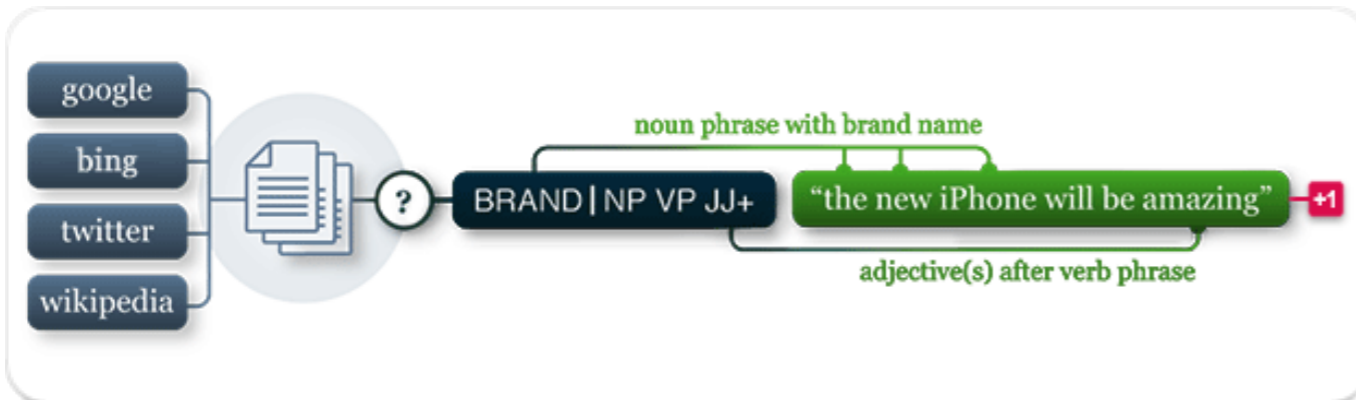 google
bing
twitter
wikipedia
?
noun phrase with brand name
BRAND|NP VP JJ+
“the new iPhone will be amazing”
+1
adjective(s) after verb phrase